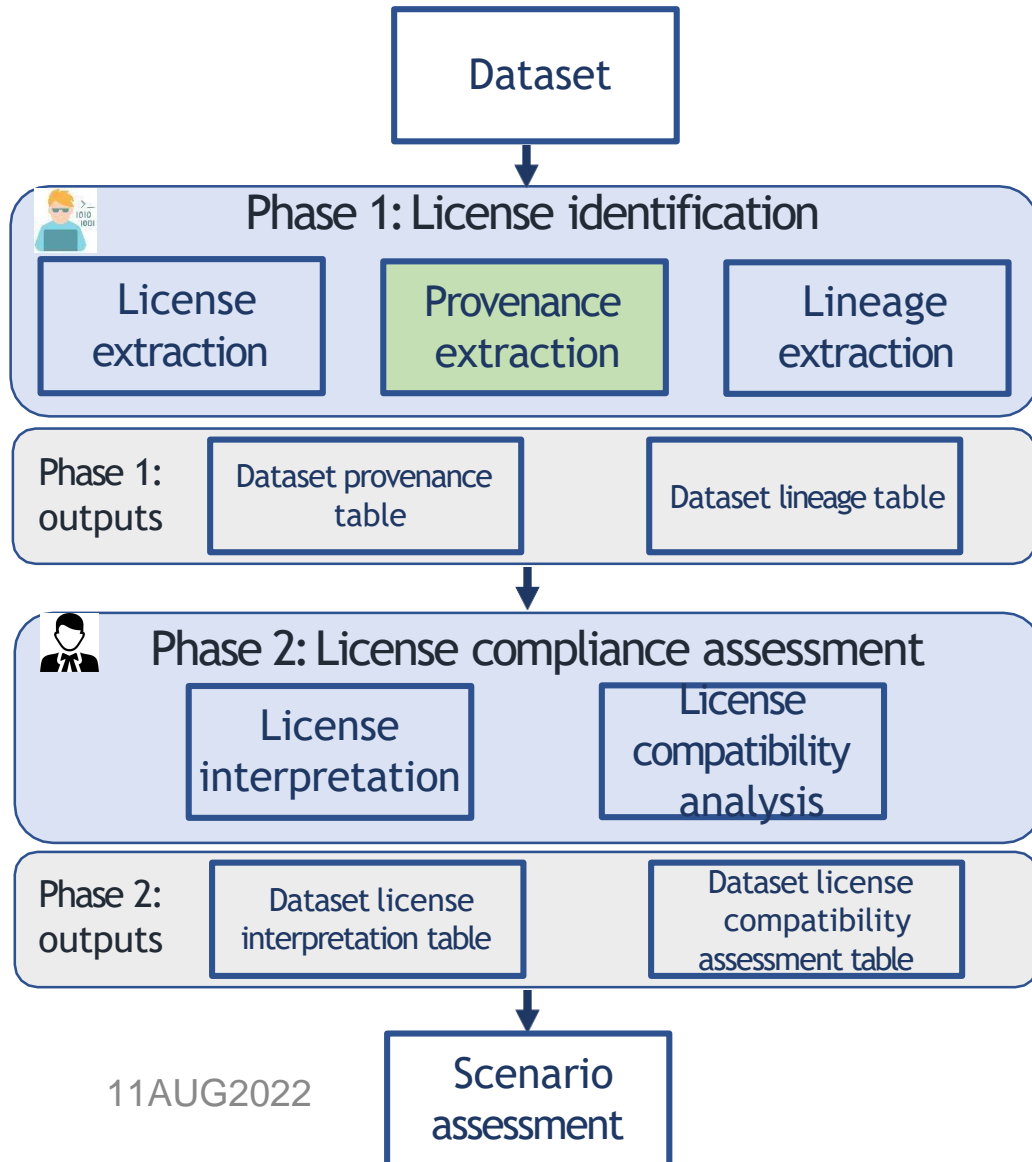 Dataset
>_
1010
1001
Phase 1: License identification
License
extraction
Provenance
extraction
Lineage
extraction
Phase 1:
outputs
Dataset provenance
table
Dataset lineage table
Phase 2: License compliance assessment
License
interpretation
License
compatibility
analysis
Phase 2:
outputs
Dataset license
interpretation table
Dataset license
compatibility
assessment table
Scenario
assessment
11AUG2022